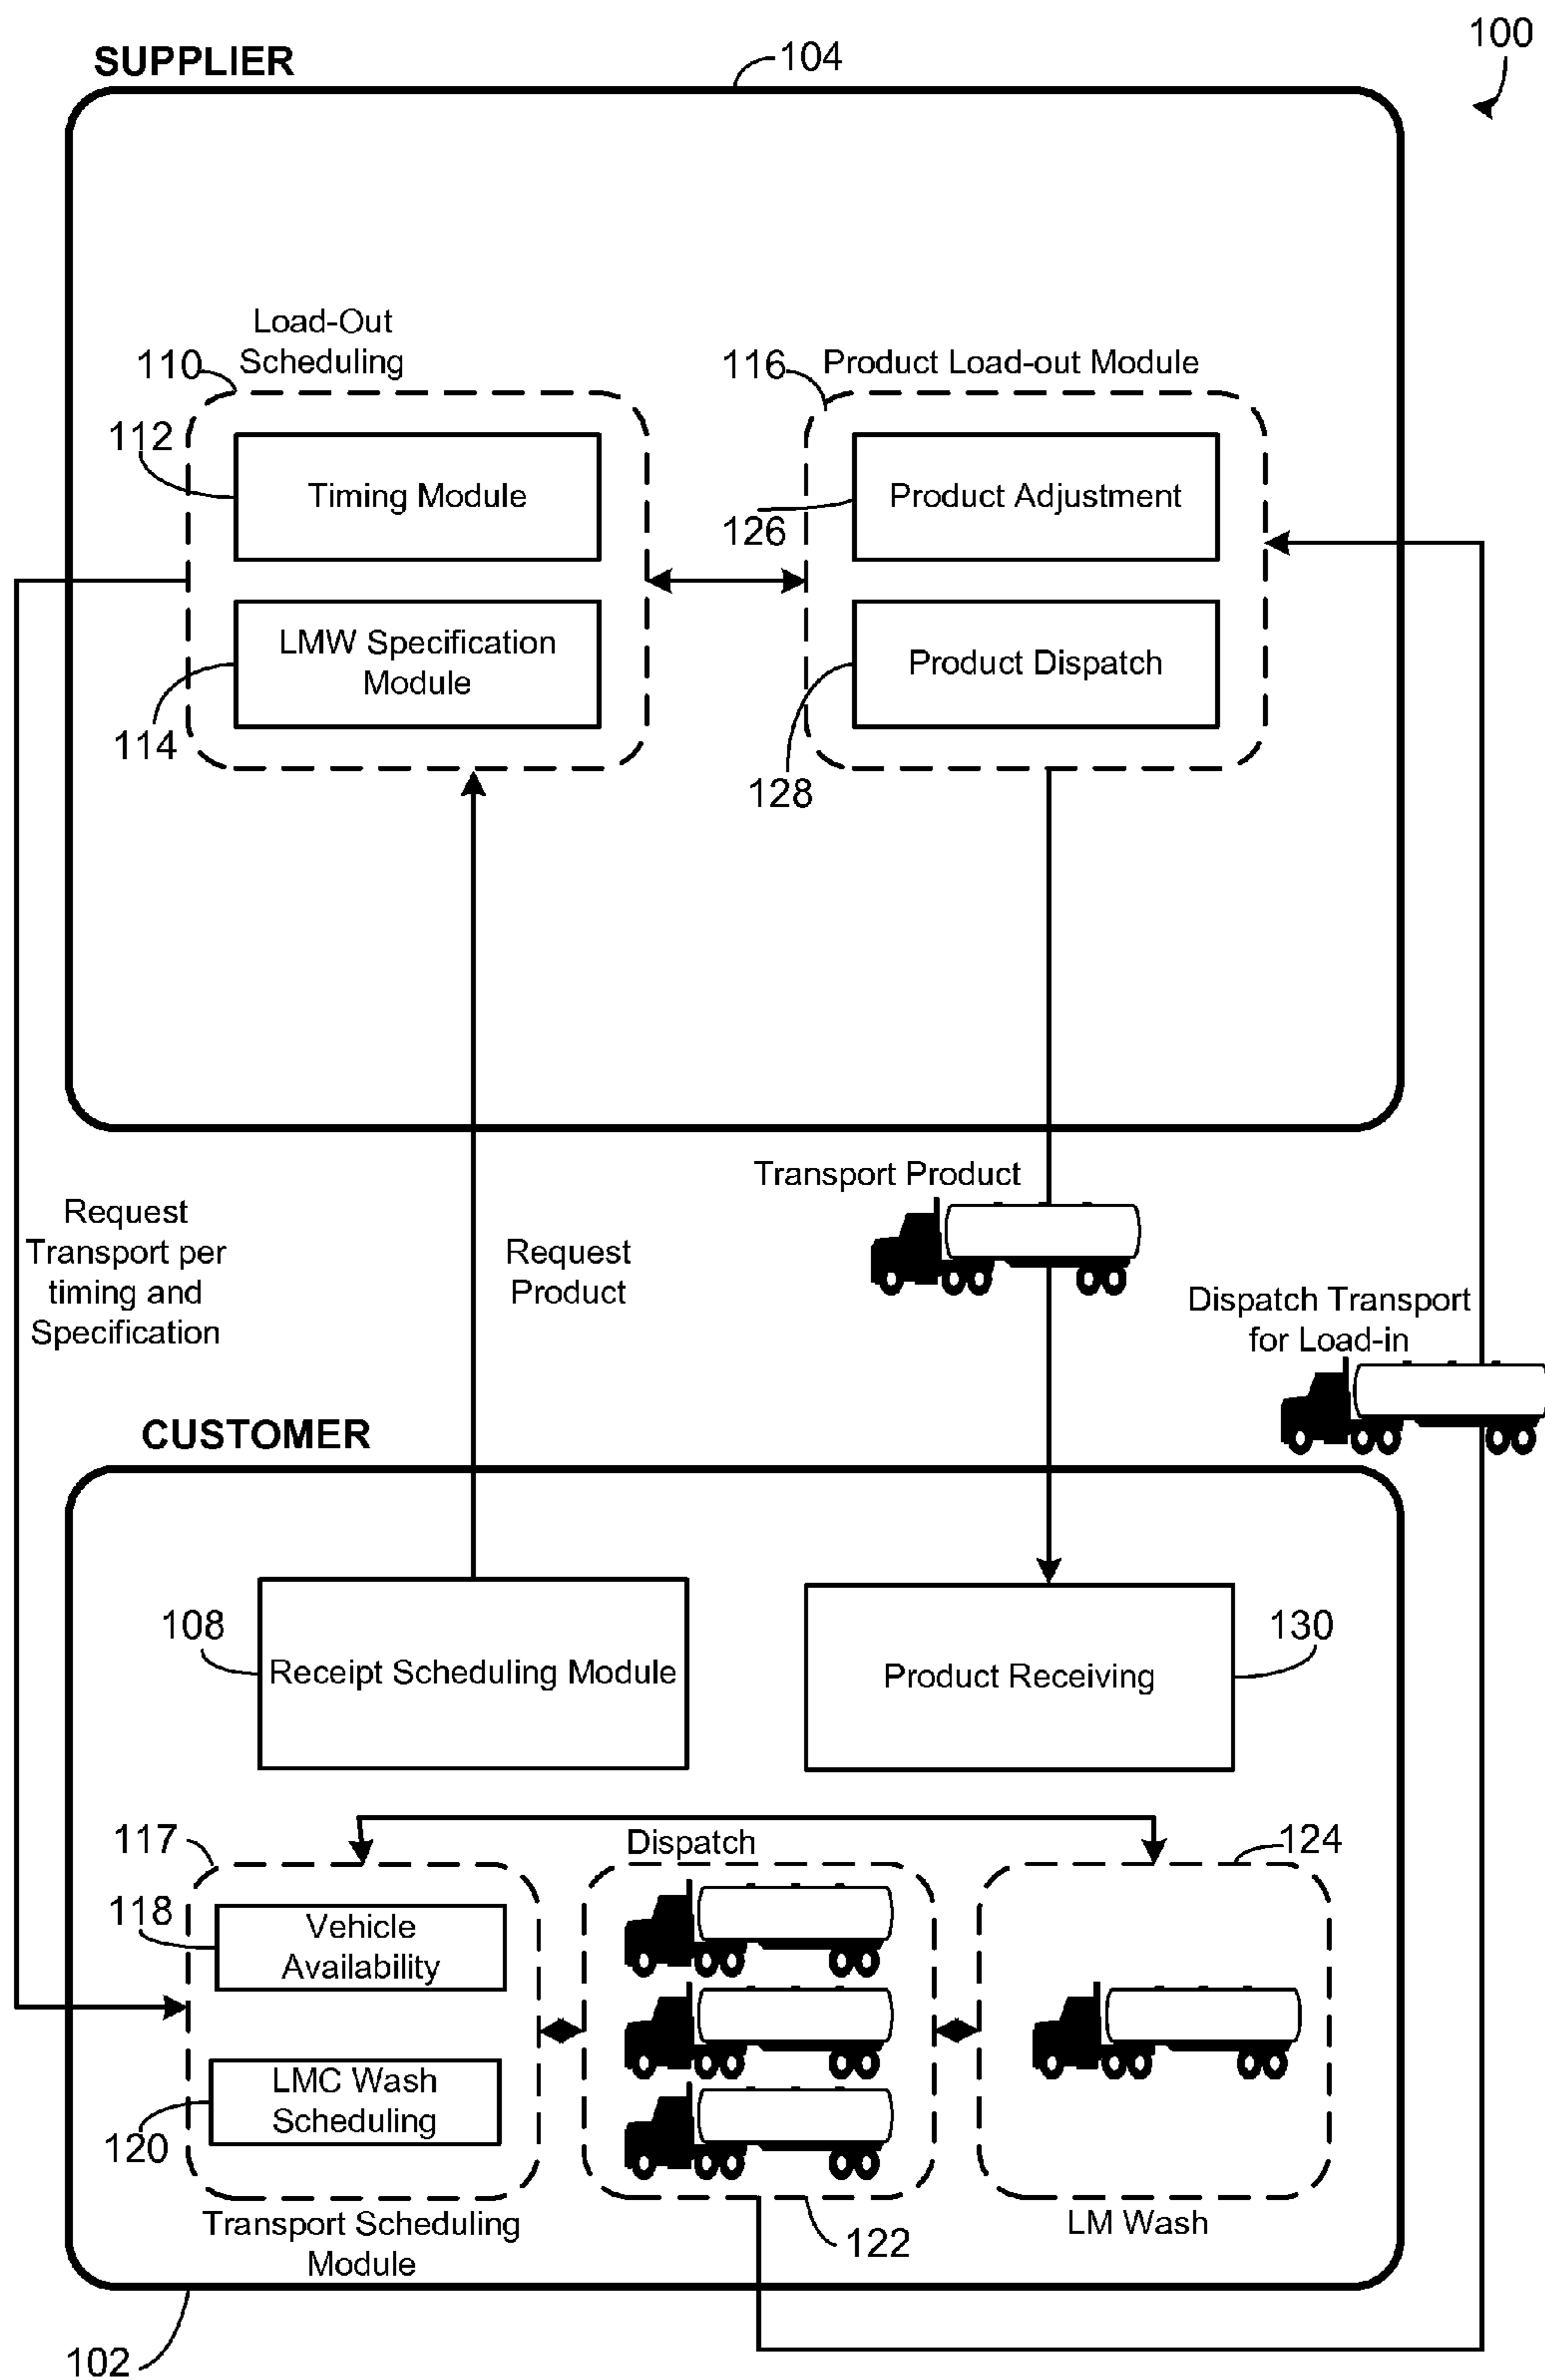 100
SUPPLIER
104
Load-Out
Scheduling
110
116
Product Load-out Module
112
Timing Module
126
Product Adjustment
LMW Specification
Module
114
Product Dispatch
128
Transport Product
Request
Transport per
timing and
Specification
Request
Product
Dispatch Transport
for Load-in
CUSTOMER
108
Receipt Scheduling Module
130
Product Receiving
117
Dispatch
124
118
Vehicle
Availability
LMC Wash
Scheduling
120
Transport Scheduling
Module
122
LM Wash
102